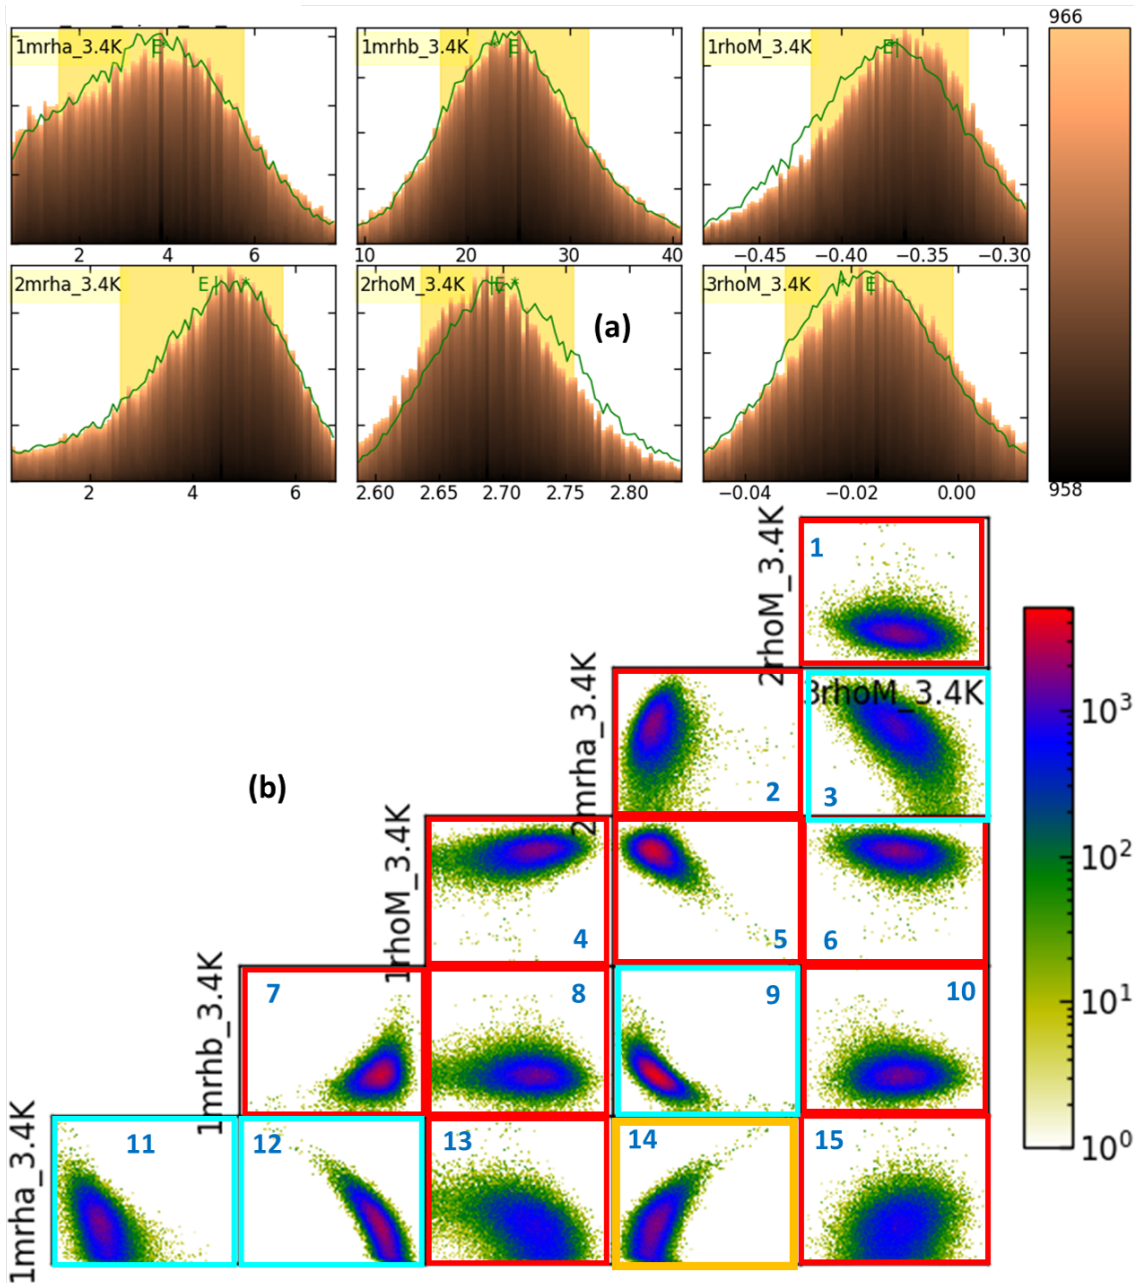 966
1mrha_3.4K E
1mrhb_3.4K * E
1rhoM_3.4K E
2 4 6
10 20 30 40
−0.45 −0.40 −0.35 −0.30
2mrha_3.4K E *
2rhoM_3.4K E *
3rhoM_3.4K * E
(a)
2 4 6
2.60 2.65 2.70 2.75 2.80
−0.04 −0.02 0.00
958
2rhoM_3.4K
1
2mrha_3.4K
3rhoM_3.4K
(b)
2
3
10³
1rhoM_3.4K
4
5
6
10²
1mrhb_3.4K
7
8
9
10
10¹
1mrha_3.4K
11
12
13
14
15
10⁰